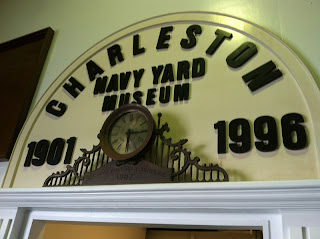 CHARLESTON
NAVY YARD
MUSEUM
1901
1996